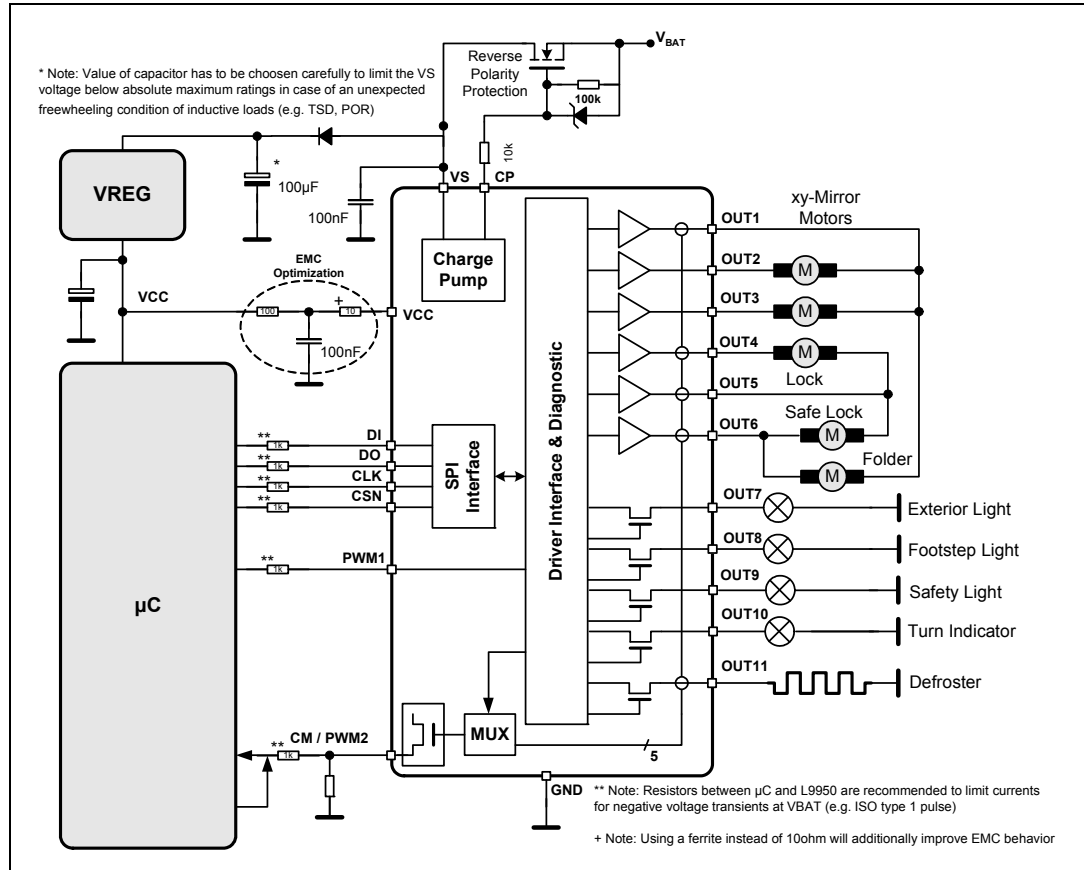 VBAT
Reverse
Polarity
Protection
100k
* Note: Value of capacitor has to be choosen carefully to limit the VS
voltage below absolute maximum ratings in case of an unexpected
freewheeling condition of inductive loads (e.g. TSD, POR)
10k
*
VREG
100µF
VS
CP
100nF
Charge
Pump
EMC
Optimization
VCC
100
+
10
VCC
100nF
Driver Interface & Diagnostic
xy-Mirror
Motors
OUT1
OUT2
M
OUT3
M
OUT4
M
Lock
OUT5
Safe Lock
OUT6
M
Folder
M
µC
**
1k
DI
**
1k
DO
**
1k
CLK
**
1k
CSN
SPI
Interface
**
1k
PWM1
OUT7
Exterior Light
OUT8
Footstep Light
OUT9
Safety Light
OUT10
Turn Indicator
OUT11
Defroster
**
1k
CM / PWM2
MUX
5
GND
** Note: Resistors between µC and L9950 are recommended to limit currents
for negative voltage transients at VBAT (e.g. ISO type 1 pulse)
+ Note: Using a ferrite instead of 10ohm will additionally improve EMC behavior